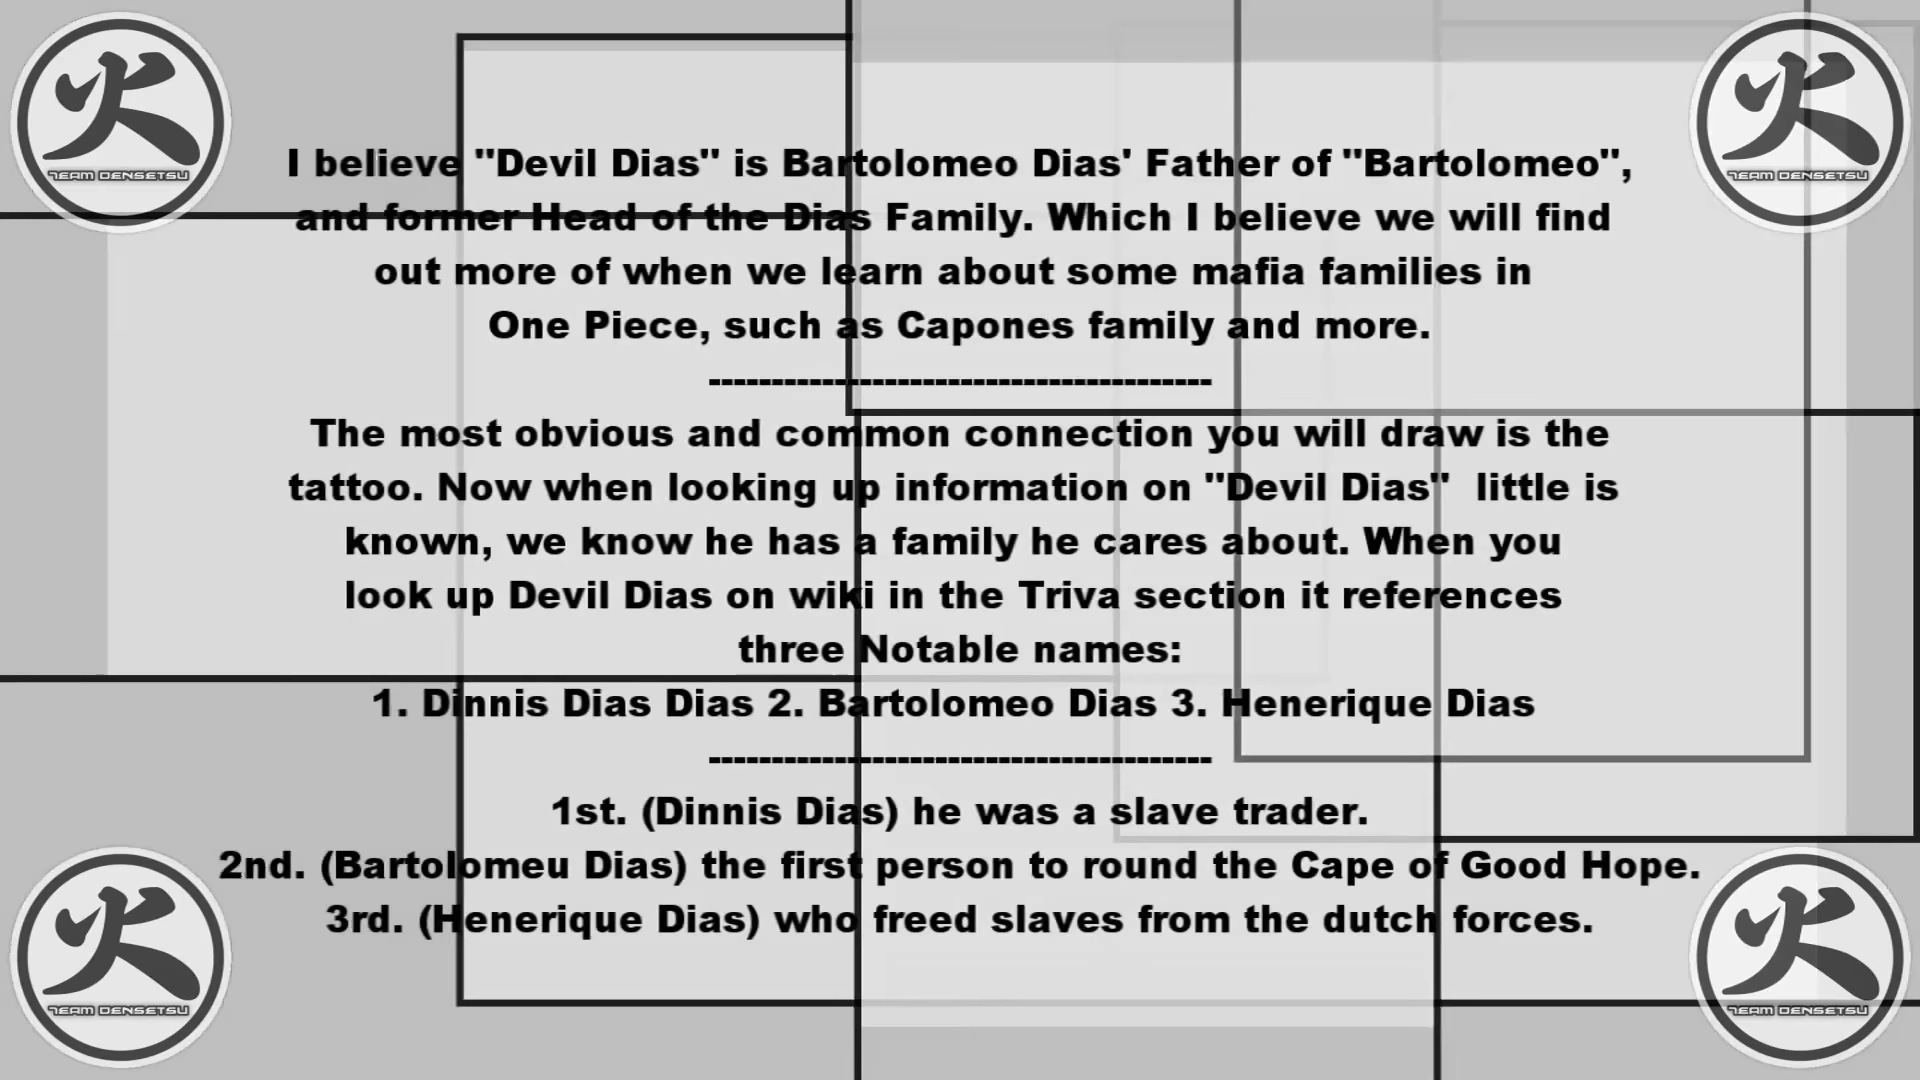 I believe "Devil Dias" is Bartolomeo Dias' Father of "Bartolomeo",
and former Head of the Dias Family. Which I believe we will find
out more of when we learn about some mafia families in
One Piece, such as Capones family and more.
----------------------------------------
The most obvious and common connection you will draw is the
tattoo. Now when looking up information on "Devil Dias"  little is
known, we know he has a family he cares about. When you
look up Devil Dias on wiki in the Triva section it references
three Notable names:
1. Dinnis Dias Dias 2. Bartolomeo Dias 3. Henerique Dias
----------------------------------------
1st. (Dinnis Dias) he was a slave trader.
2nd. (Bartolomeu Dias) the first person to round the Cape of Good Hope.
3rd. (Henerique Dias) who freed slaves from the dutch forces.
火
TEAM DENSETSU
火
TEAM DENSETSU
火
TEAM DENSETSU
火
TEAM DENSETSU